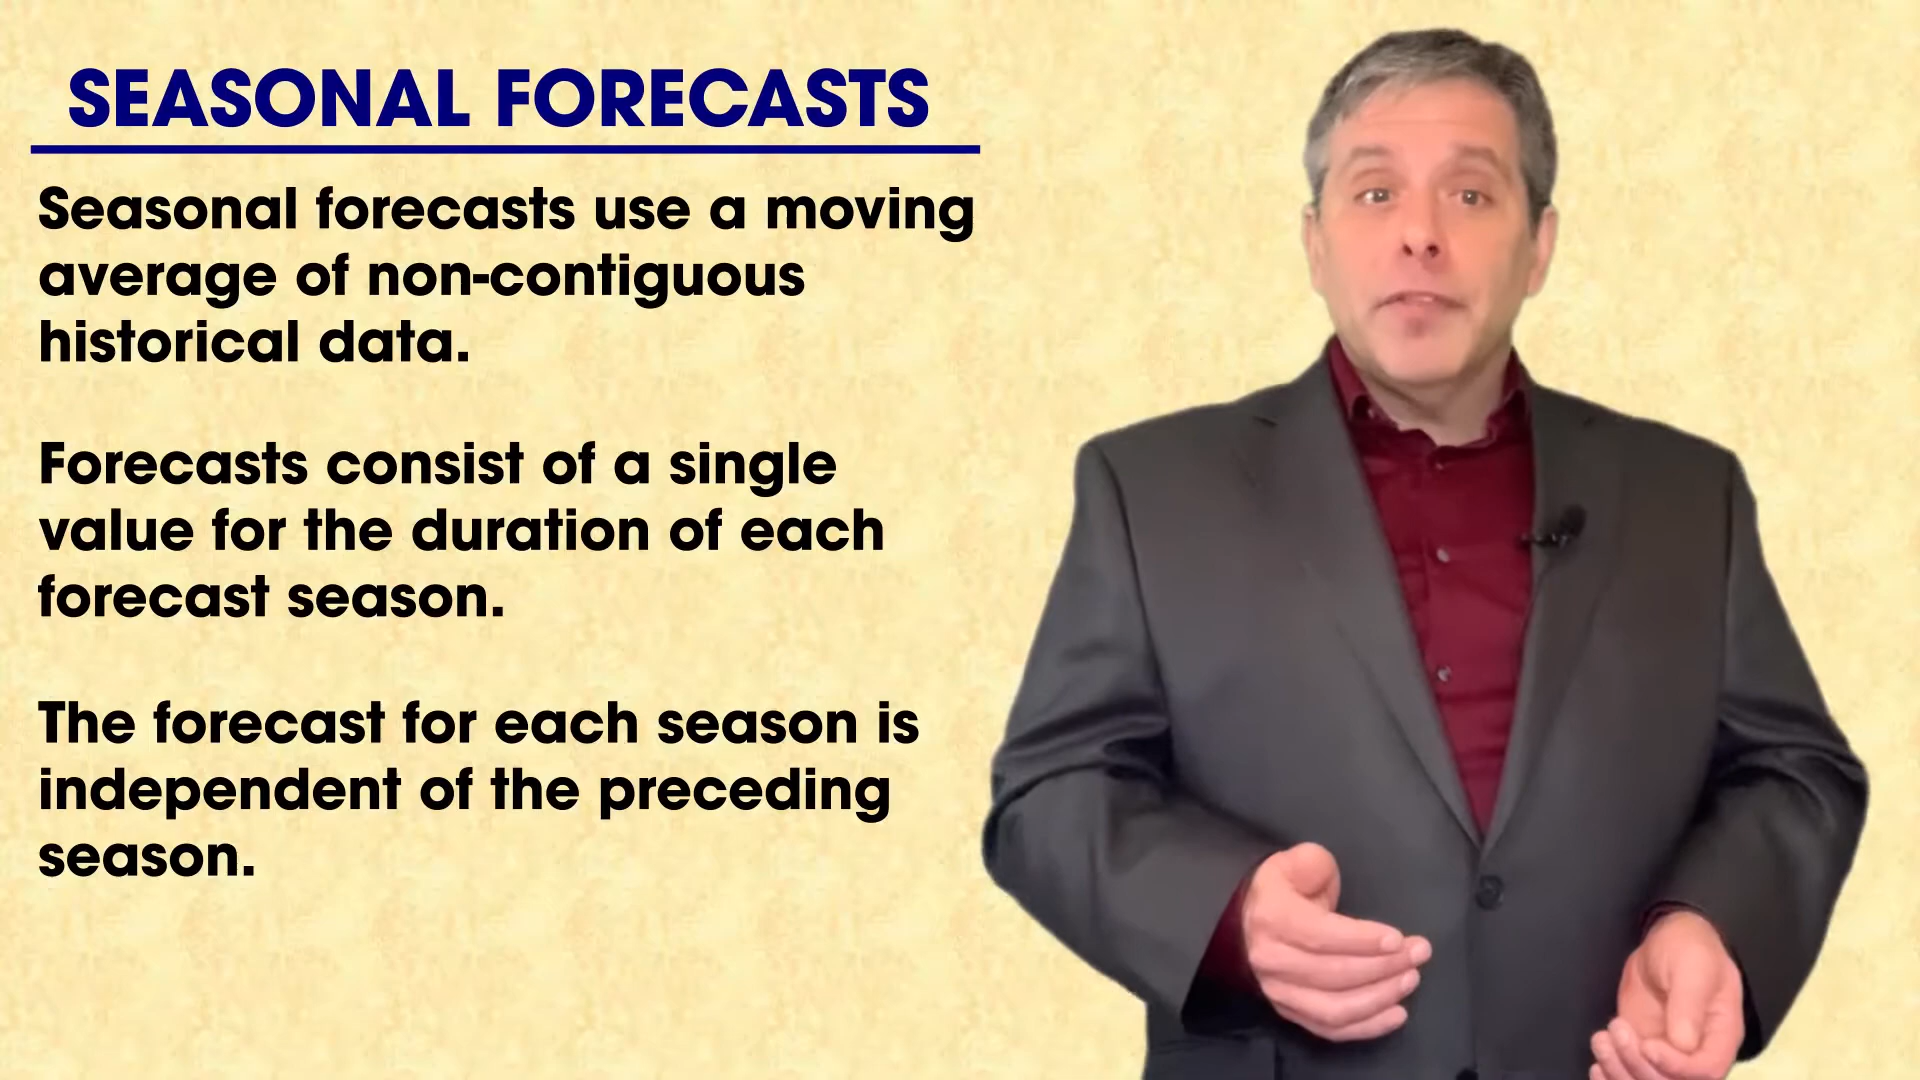 SEASONAL FORECASTS
Seasonal forecasts use a moving
average of non-contiguous
historical data.
Forecasts consist of a single
value for the duration of each
forecast season.
The forecast for each season is
independent of the preceding
season.